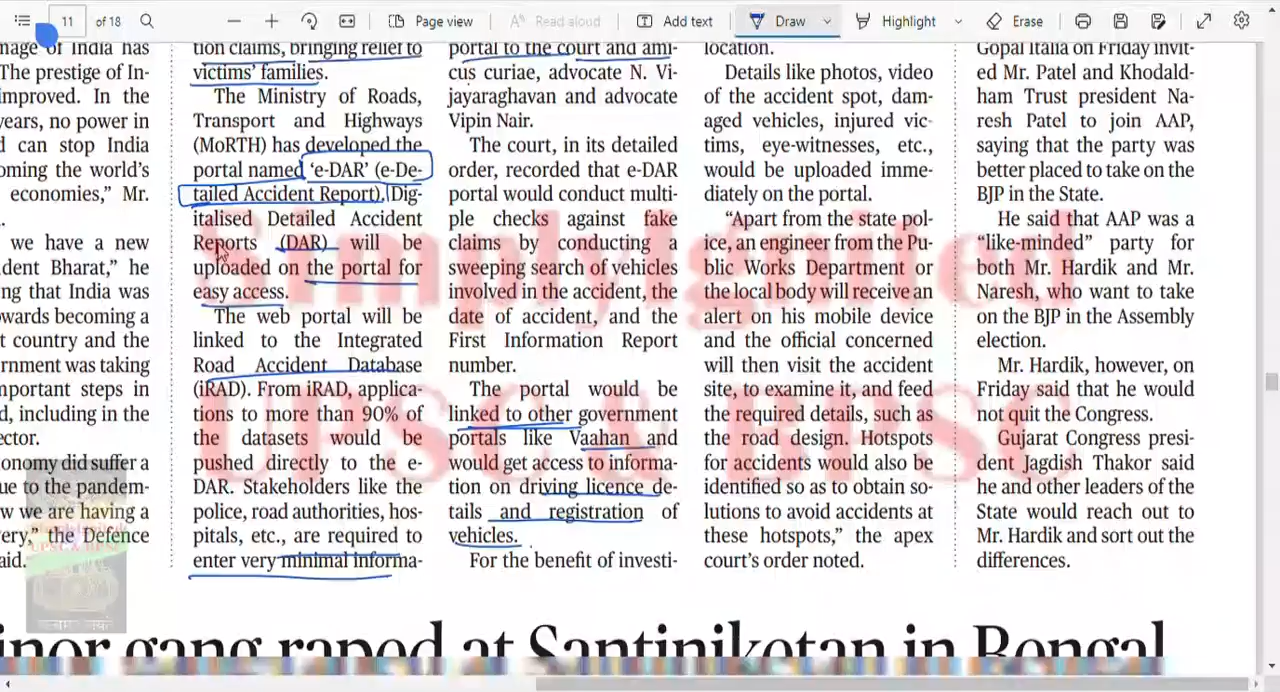 11 of 18
Page view
Read aloud
Add text
Draw
Highlight
Erase
mage of India has
The prestige of In-
improved. In the
years, no power in
d can stop India
oming the world's
economies," Mr.
we have a new
dent Bharat," he
ng that India was
owards becoming a
t country and the
rnment was taking
mportant steps in
d, including in the
ector.
onomy did suffer a
ue to the pandem-
w we are having a
ery," the Defence
aid.
tion claims, bringing relief to
victims' families.
The Ministry of Roads,
Transport and Highways
(MoRTH) has developed the
portal named 'e-DAR' (e-De-
tailed Accident Report). Dig-
italised Detailed Accident
Reports (DAR) will be
uploaded on the portal for
easy access.
The web portal will be
linked to the Integrated
Road Accident Database
(iRAD). From iRAD, applica-
tions to more than 90% of
the datasets would be
pushed directly to the e-
DAR. Stakeholders like the
police, road authorities, hos-
pitals, etc., are required to
enter very minimal informa-
portal to the court and ami-
cus curiae, advocate N. Vi-
jayaraghavan and advocate
Vipin Nair.
The court, in its detailed
order, recorded that e-DAR
portal would conduct multi-
ple checks against fake
claims by conducting a
sweeping search of vehicles
involved in the accident, the
date of accident, and the
First Information Report
number.
The portal would be
linked to other government
portals like Vaahan and
would get access to informa-
tion on driving licence de-
tails and registration of
vehicles.
For the benefit of investi-
location.
Details like photos, video
of the accident spot, dam-
aged vehicles, injured vic-
tims, eye-witnesses, etc.,
would be uploaded imme-
diately on the portal.
"Apart from the state pol-
ice, an engineer from the Pu-
blic Works Department or
the local body will receive an
alert on his mobile device
and the official concerned
will then visit the accident
site, to examine it, and feed
the required details, such as
the road design. Hotspots
for accidents would also be
identified so as to obtain so-
lutions to avoid accidents at
these hotspots," the apex
court's order noted.
Gopal Italia on Friday invit-
ed Mr. Patel and Khodald-
ham Trust president Na-
resh Patel to join AAP,
saying that the party was
better placed to take on the
BJP in the State.
He said that AAP was a
"like-minded" party for
both Mr. Hardik and Mr.
Naresh, who want to take
on the BJP in the Assembly
election.
Mr. Hardik, however, on
Friday said that he would
not quit the Congress.
Gujarat Congress presi-
dent Jagdish Thakor said
he and other leaders of the
State would reach out to
Mr. Hardik and sort out the
differences.
SimplyIgnited
UPSC & BPSC
UPSC & BPSC
inor gang raped at Santiniketan in Bengal